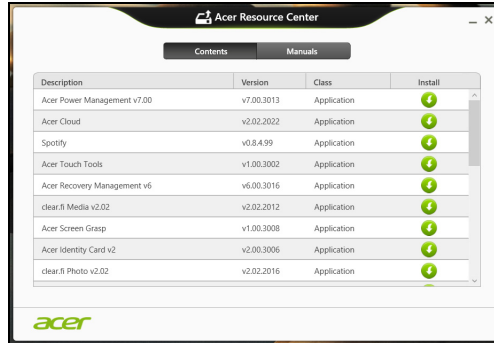 Acer Resource Center
Contents Manuals
Description Version Class Install
Acer Power Management v7.00 v7.00.3013 Application
Acer Cloud v2.02.2022 Application
Spotify v0.8.4.99 Application
Acer Touch Tools v1.00.3002 Application
Acer Recovery Management v6 v6.00.3016 Application
clear.fi Media v2.02 v2.02.2012 Application
Acer Screen Grasp v1.00.3008 Application
Acer Identity Card v2 v2.00.3006 Application
clear.fi Photo v2.02 v2.02.2016 Application
acer